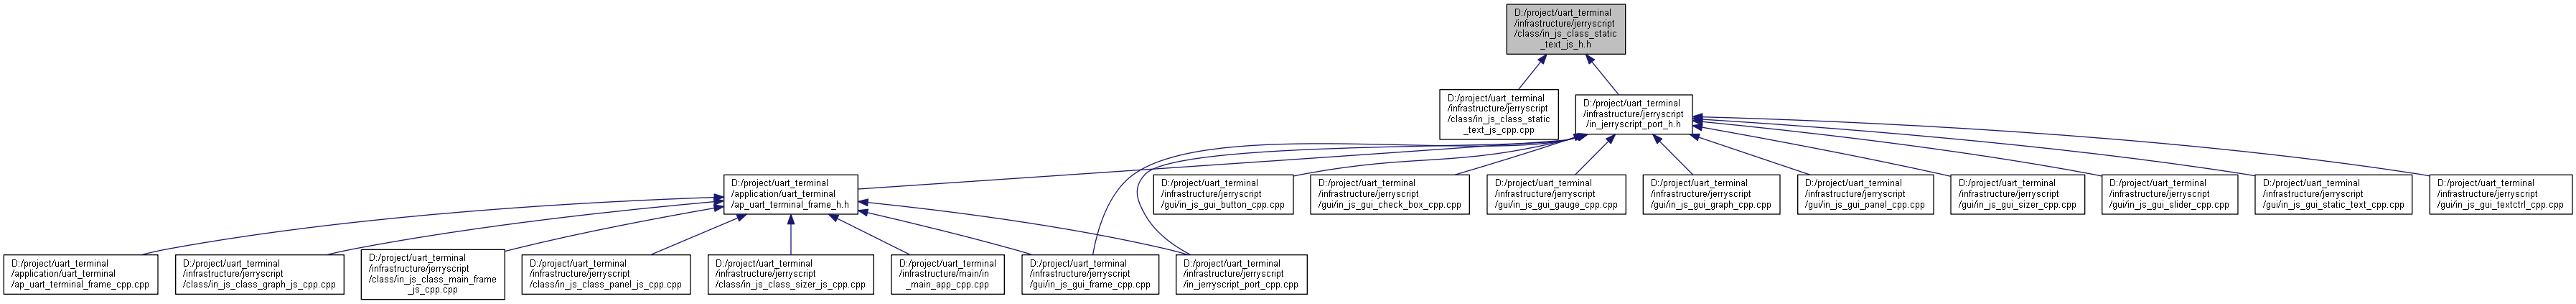 D:/project/uart_terminal
/infrastructure/jerryscript
/class/in_js_class_static
_text_js_h.h
D:/project/uart_terminal
/infrastructure/jerryscript
/class/in_js_class_static
_text_js_cpp.cpp
D:/project/uart_terminal
/infrastructure/jerryscript
/in_jerryscript_port_h.h
D:/project/uart_terminal
/application/uart_terminal
/ap_uart_terminal_frame_h.h
D:/project/uart_terminal
/infrastructure/jerryscript
/gui/in_js_gui_button_cpp.cpp
D:/project/uart_terminal
/infrastructure/jerryscript
/gui/in_js_gui_check_box_cpp.cpp
D:/project/uart_terminal
/infrastructure/jerryscript
/gui/in_js_gui_gauge_cpp.cpp
D:/project/uart_terminal
/infrastructure/jerryscript
/gui/in_js_gui_graph_cpp.cpp
D:/project/uart_terminal
/infrastructure/jerryscript
/gui/in_js_gui_panel_cpp.cpp
D:/project/uart_terminal
/infrastructure/jerryscript
/gui/in_js_gui_sizer_cpp.cpp
D:/project/uart_terminal
/infrastructure/jerryscript
/gui/in_js_gui_slider_cpp.cpp
D:/project/uart_terminal
/infrastructure/jerryscript
/gui/in_js_gui_static_text_cpp.cpp
D:/project/uart_terminal
/infrastructure/jerryscript
/gui/in_js_gui_textctrl_cpp.cpp
D:/project/uart_terminal
/application/uart_terminal
/ap_uart_terminal_frame_cpp.cpp
D:/project/uart_terminal
/infrastructure/jerryscript
/class/in_js_class_graph_js_cpp.cpp
D:/project/uart_terminal
/infrastructure/jerryscript
/class/in_js_class_main_frame
_js_cpp.cpp
D:/project/uart_terminal
/infrastructure/jerryscript
/class/in_js_class_panel_js_cpp.cpp
D:/project/uart_terminal
/infrastructure/jerryscript
/class/in_js_class_sizer_js_cpp.cpp
D:/project/uart_terminal
/infrastructure/main/in
_main_app_cpp.cpp
D:/project/uart_terminal
/infrastructure/jerryscript
/gui/in_js_gui_frame_cpp.cpp
D:/project/uart_terminal
/infrastructure/jerryscript
/in_jerryscript_port_cpp.cpp